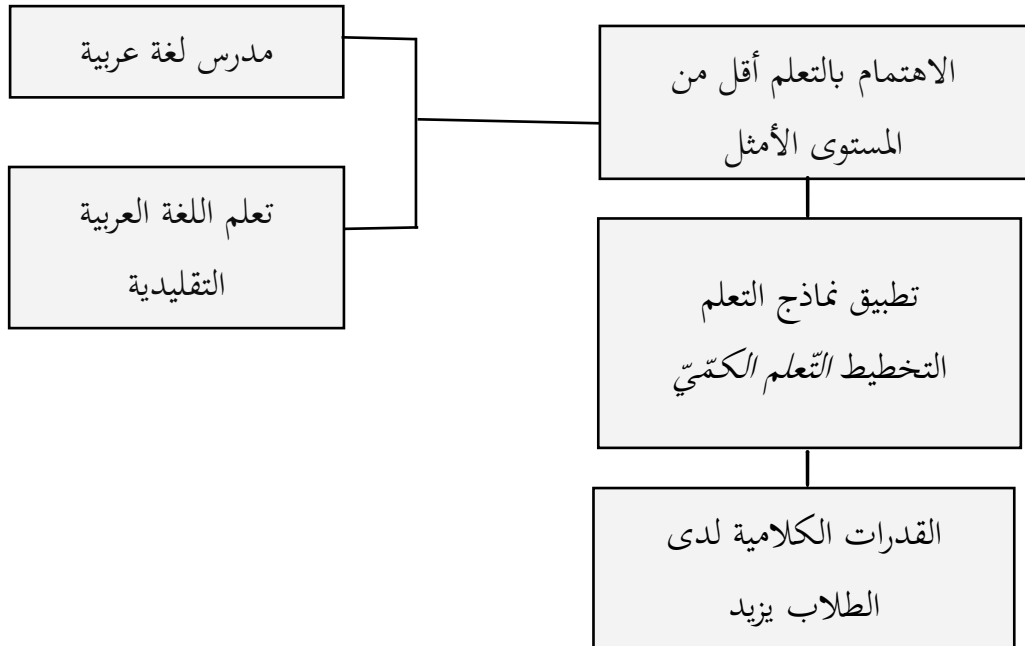 مدرس لغة عربية
تعلم اللغة العربية
التقليدية
الاهتمام بالتعلم أقل من
المستوى الأمثل
تطبيق نماذج التعلم
التخطيط التّعلم الكمّيّ
القدرات الكلامية لدى
الطلاب يزيد